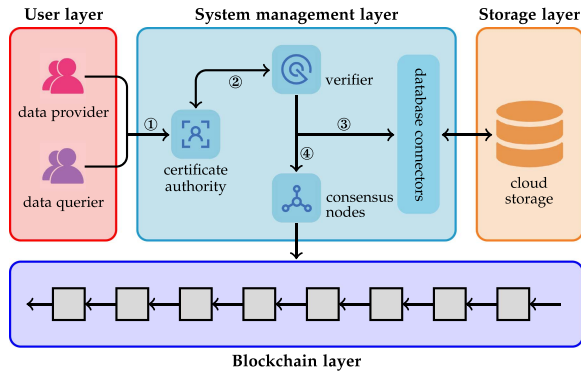 User layer
System management layer
Storage layer
data provider
data querier
①
②
verifier
③
④
certificate
authority
consensus
nodes
database connectors
cloud
storage
Blockchain layer